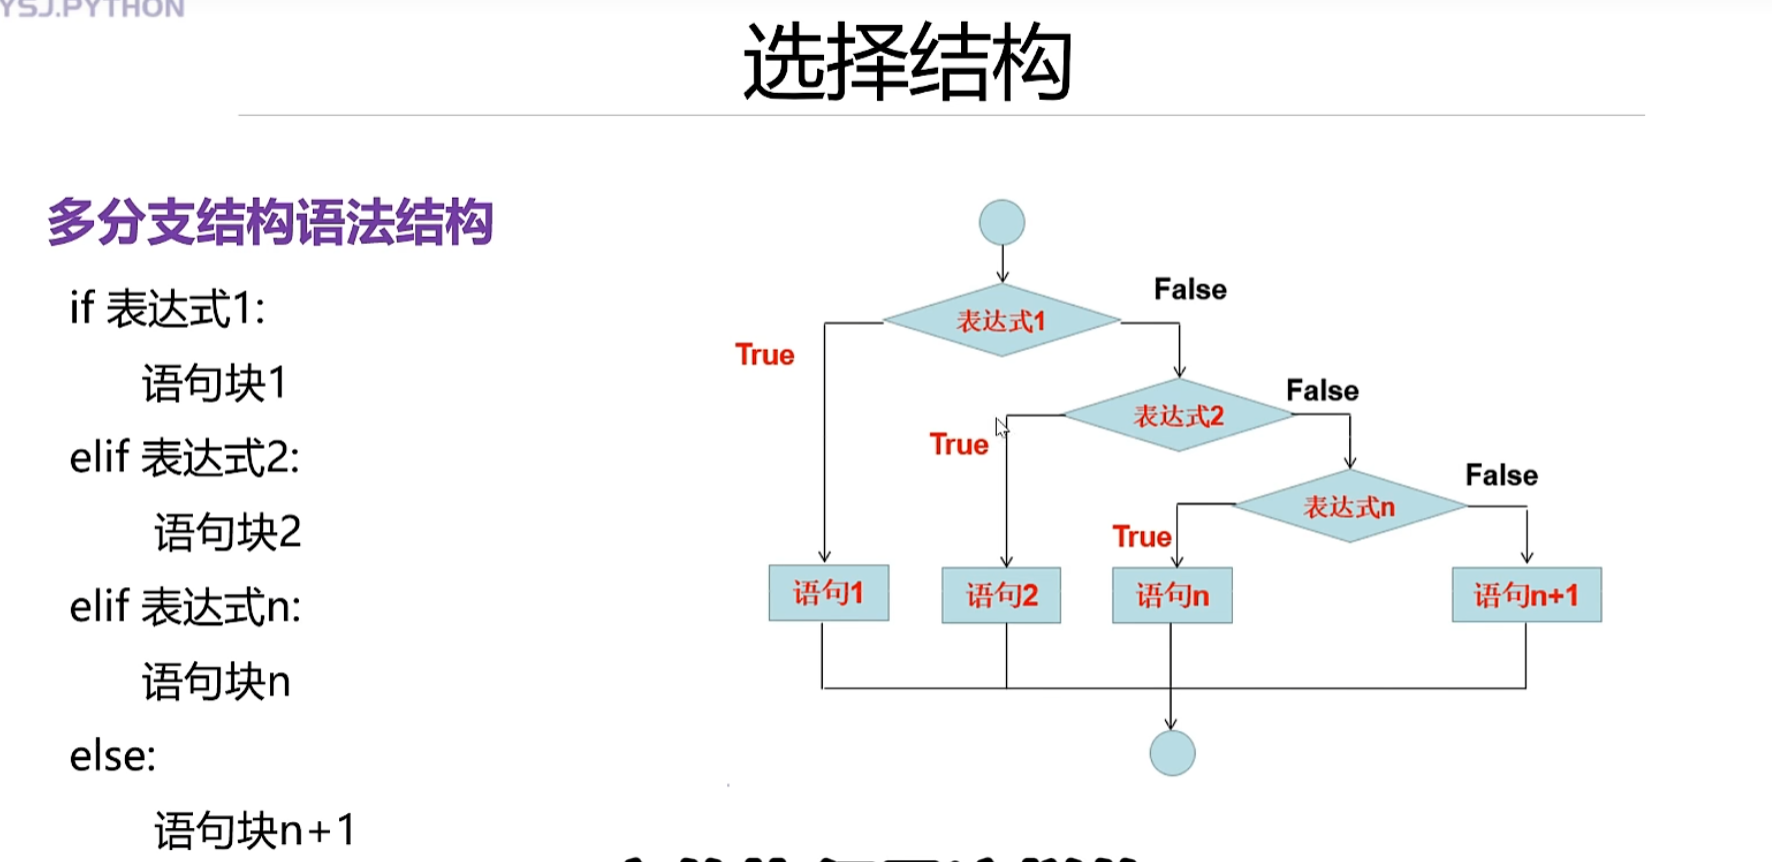 YSJ.PYTHON
选择结构
多分支结构语法结构
if 表达式1:
语句块1
elif 表达式2:
语句块2
elif 表达式n:
语句块n
else:
语句块n+1
表达式1
False
True
表达式2
False
True
表达式n
False
True
语句1
语句2
语句n
语句n+1